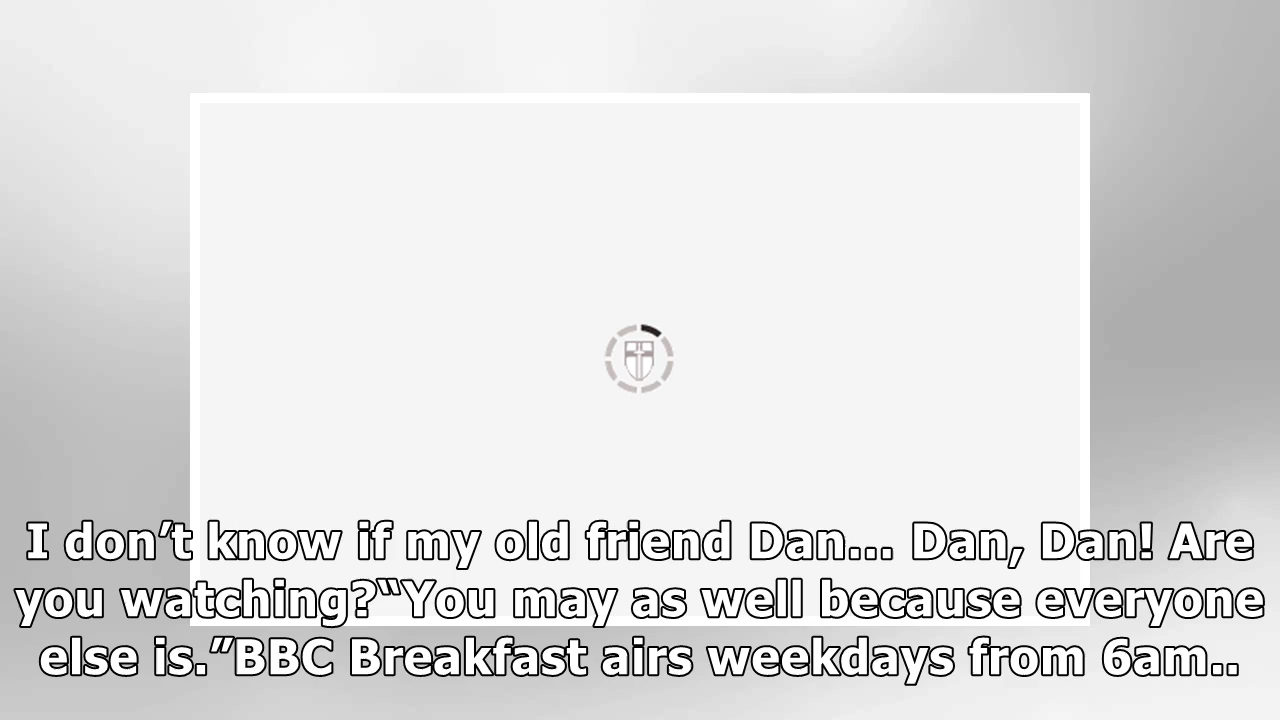 I don’t know if my old friend Dan... Dan, Dan! Are
you watching?“You may as well because everyone
else is.”BBC Breakfast airs weekdays from 6am..